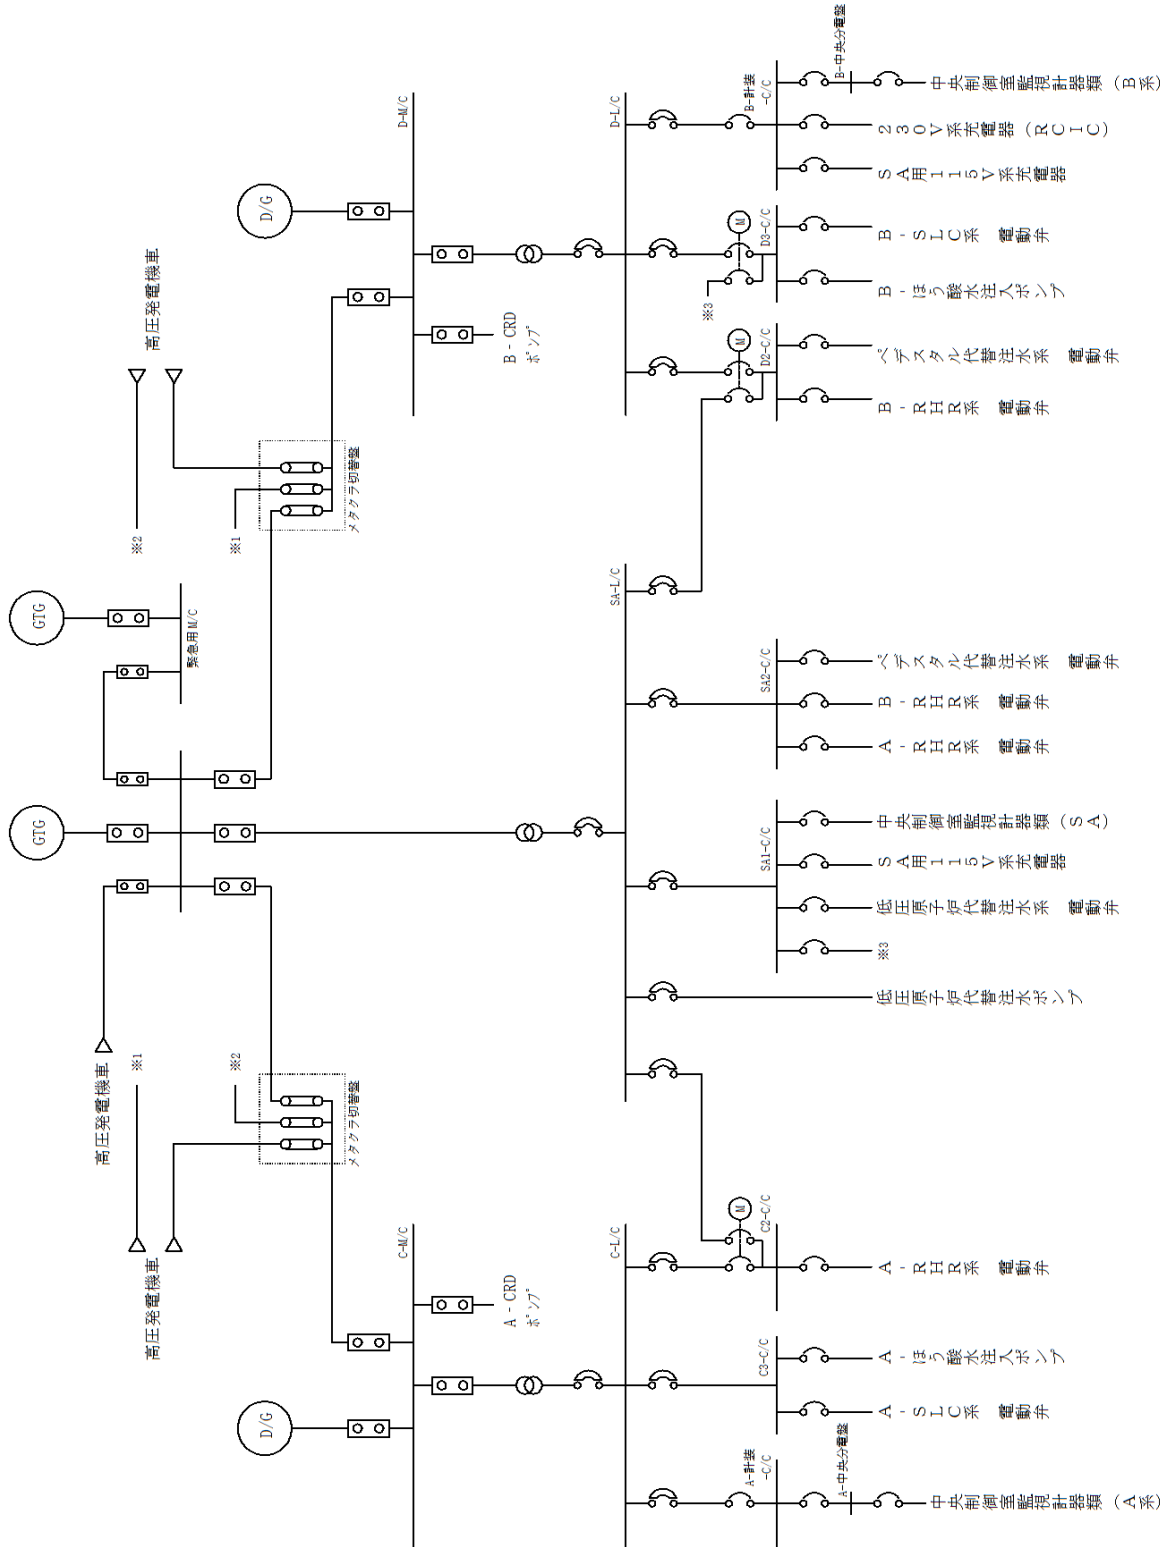 D/G
高圧発電機車
※1
C-M/C
A - CRD
ポンプ
※2
メタクラ切替盤
高圧発電機車
GTG
GTG
緊急用M/C
※2
※1
メタクラ切替盤
高圧発電機車
D/G
D-M/C
B - CRD
ポンプ
C-L/C
SA-L/C
D-L/C
A-計装
-C/C
A-中央分電盤
C3-C/C
M
C2-C/C
SA1-C/C
SA2-C/C
M
D2-C/C
※3
M
D3-C/C
B-計装
-C/C
B-中央分電盤
中央制御室監視計器類(A系)
A-SLC系 電動弁
A-ほう酸水注入ポンプ
A-RHR系 電動弁
低圧原子炉代替注水ポンプ
※3
低圧原子炉代替注水系 電動弁
SA用115V系充電器
中央制御室監視計器類(SA)
A-RHR系 電動弁
B-RHR系 電動弁
ペデスタル代替注水系 電動弁
B-RHR系 電動弁
ペデスタル代替注水系 電動弁
B-ほう酸水注入ポンプ
B-SLC系 電動弁
SA用115V系充電器
230V系充電器(RCIC)
中央制御室監視計器類(B系)